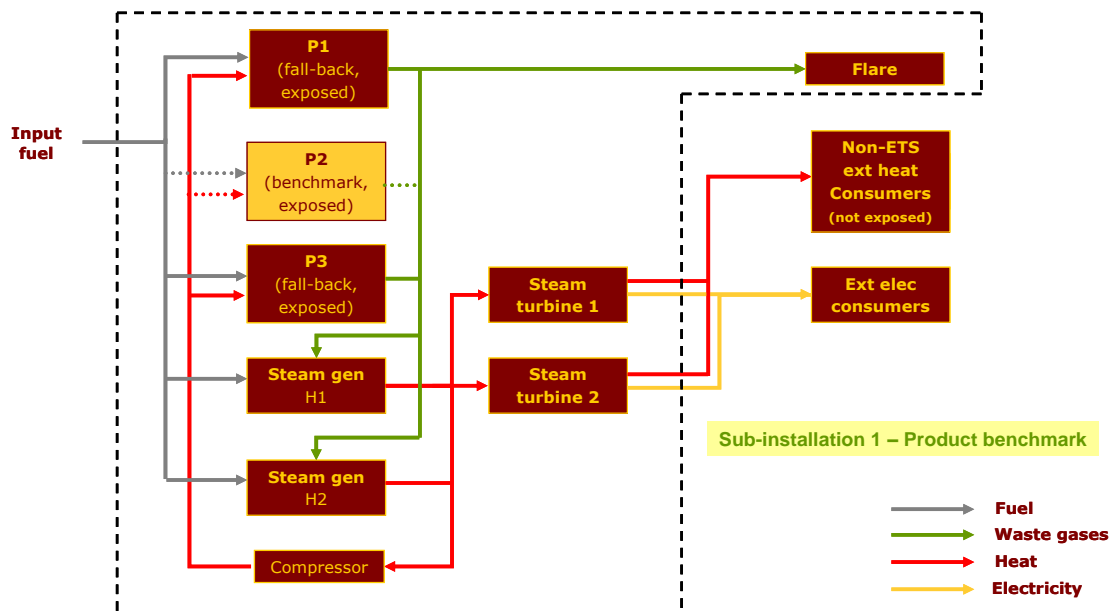 P1
(fall-back,
exposed)
Flare
Input
fuel
P2
(benchmark,
exposed)
Non-ETS
ext heat
Consumers
(not exposed)
P3
(fall-back,
exposed)
Steam
turbine 1
Ext elec
consumers
Steam gen
H1
Steam
turbine 2
Sub-installation 1 – Product benchmark
Steam gen
H2
Compressor
Fuel
Waste gases
Heat
Electricity